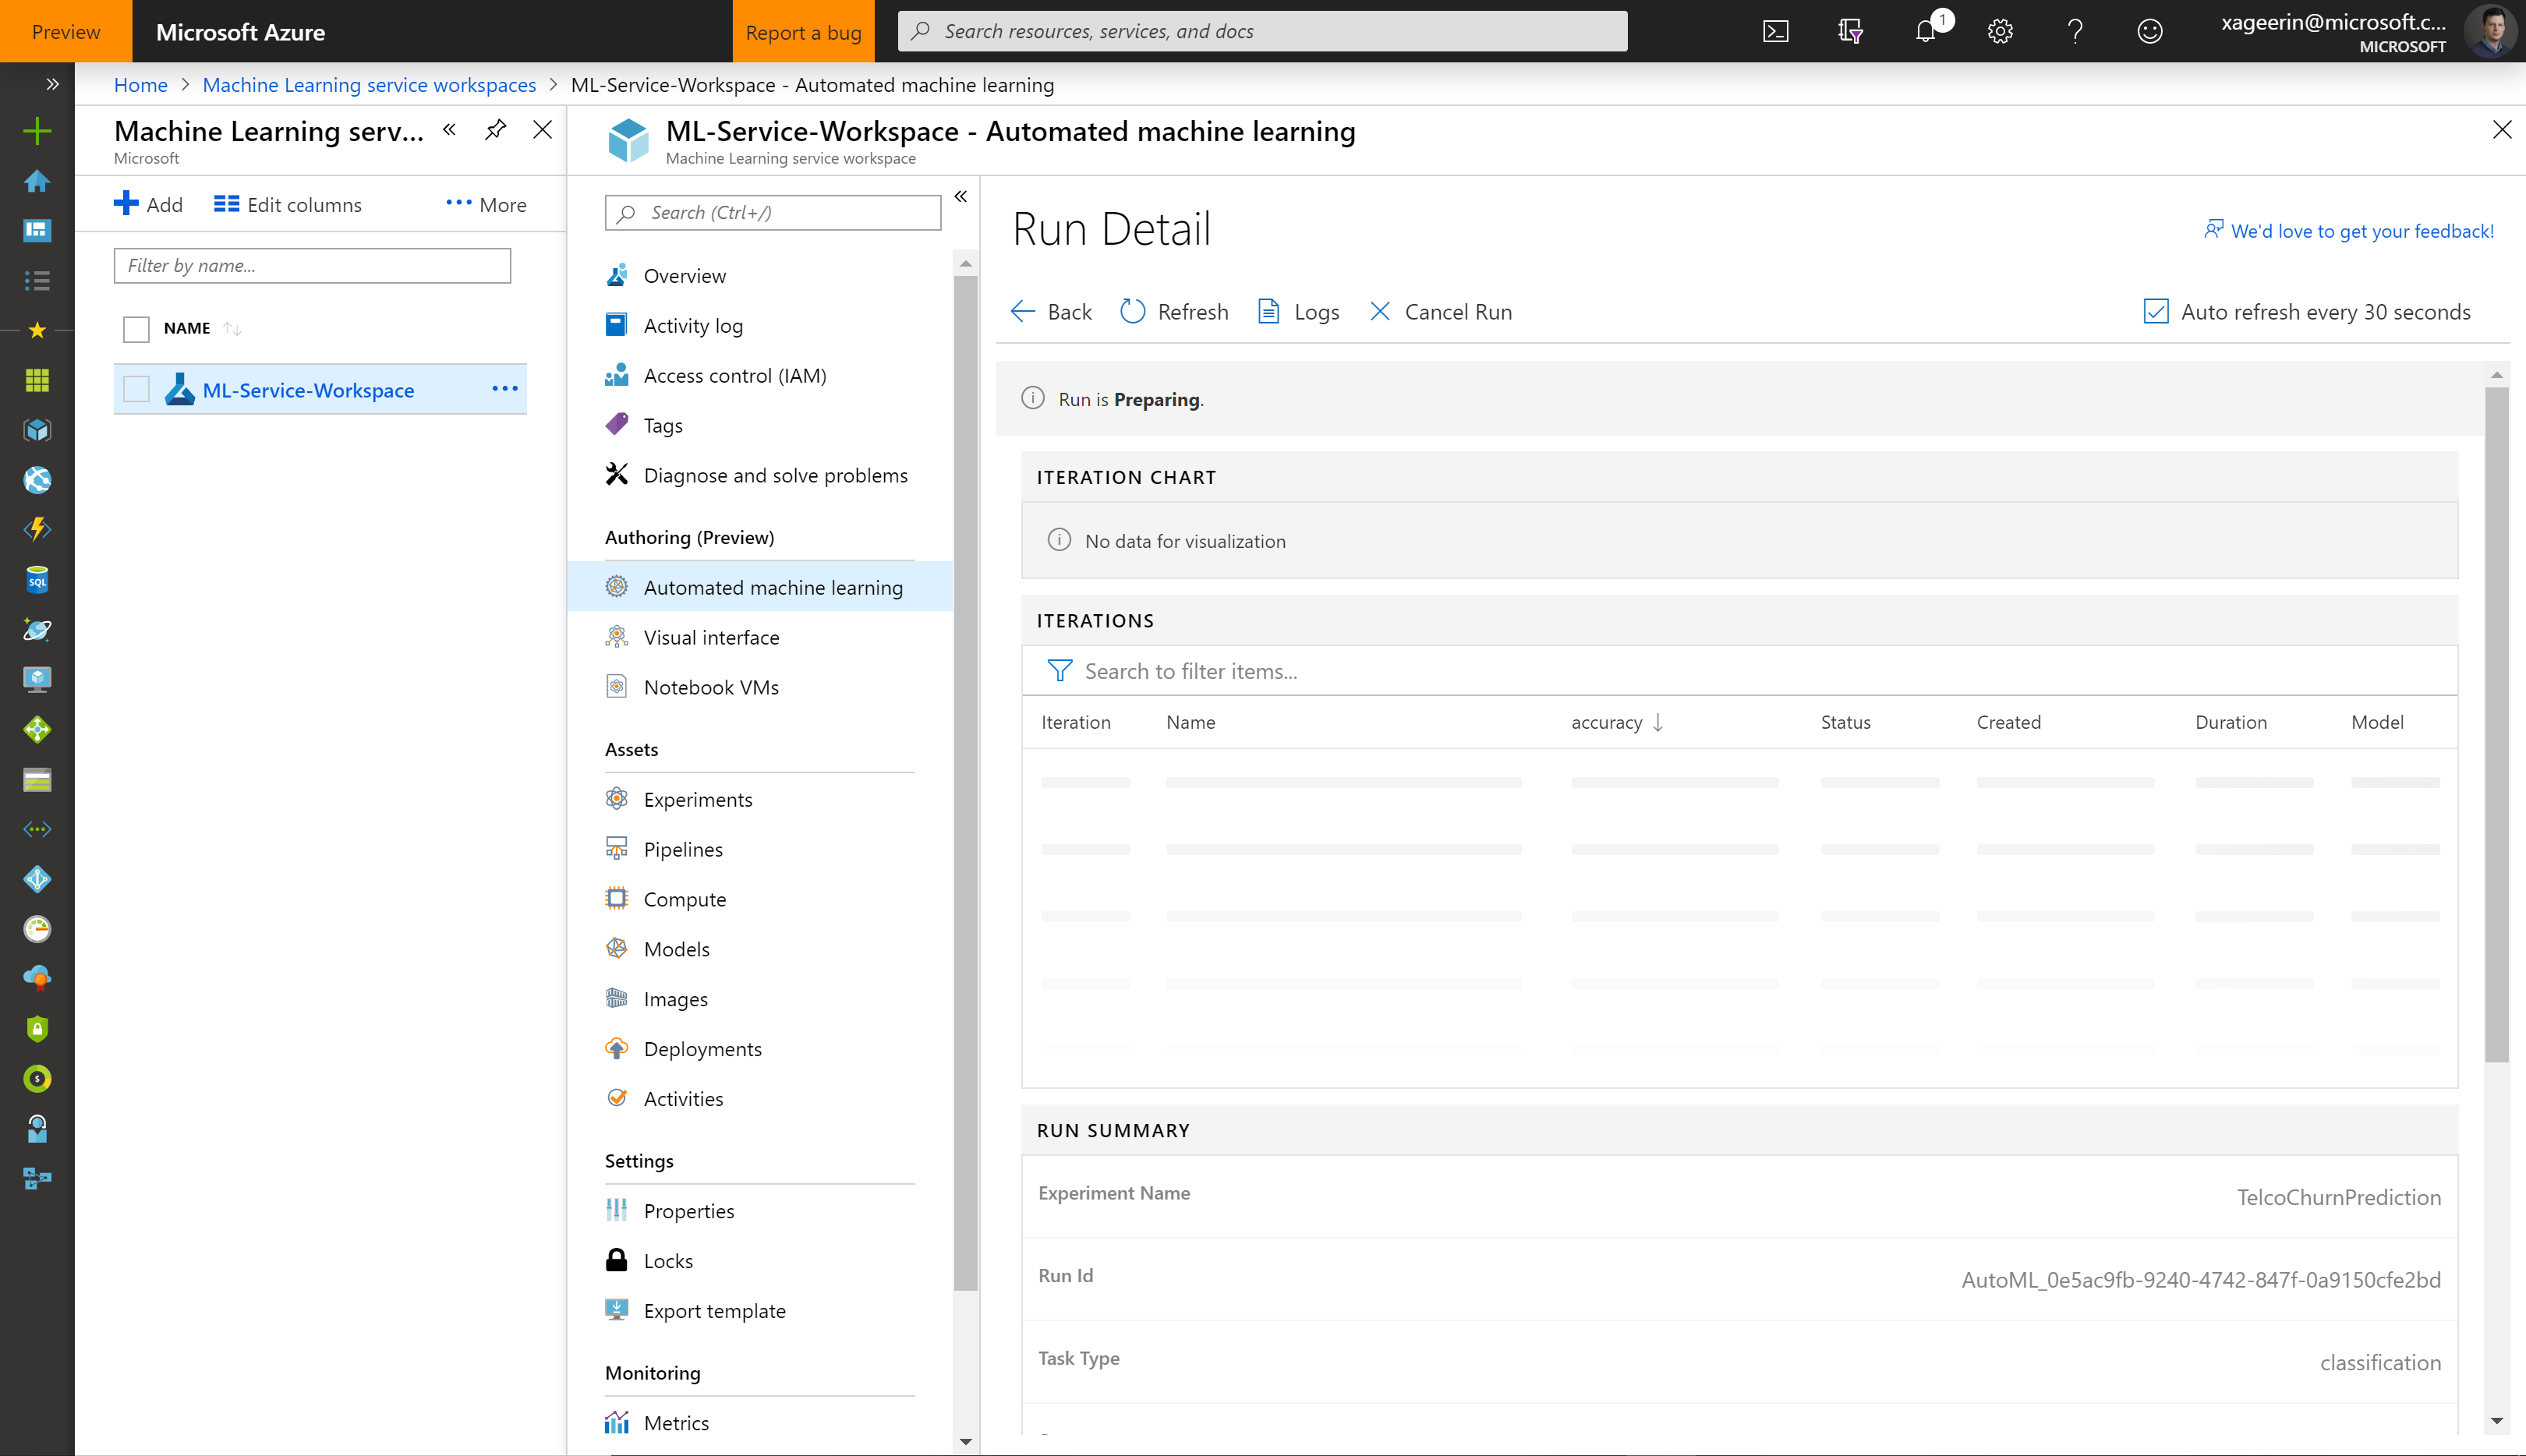 Preview
Microsoft Azure
Report a bug
Search resources, services, and docs
1
xageerin@microsoft.c...
MICROSOFT
Home > Machine Learning service workspaces > ML-Service-Workspace - Automated machine learning
Machine Learning serv...
Microsoft
Add
Edit columns
More
Filter by name...
NAME
ML-Service-Workspace
ML-Service-Workspace - Automated machine learning
Machine Learning service workspace
Search (Ctrl+/)
Overview
Activity log
Access control (IAM)
Tags
Diagnose and solve problems
Authoring (Preview)
Automated machine learning
Visual interface
Notebook VMs
Assets
Experiments
Pipelines
Compute
Models
Images
Deployments
Activities
Settings
Properties
Locks
Export template
Monitoring
Metrics
Run Detail
We'd love to get your feedback!
Back
Refresh
Logs
Cancel Run
Auto refresh every 30 seconds
Run is Preparing.
ITERATION CHART
No data for visualization
ITERATIONS
Search to filter items...
Iteration Name accuracy ↓ Status Created Duration Model
RUN SUMMARY
Experiment Name TelcoChurnPrediction
Run Id AutoML_0e5ac9fb-9240-4742-847f-0a9150cfe2bd
Task Type classification
SQL